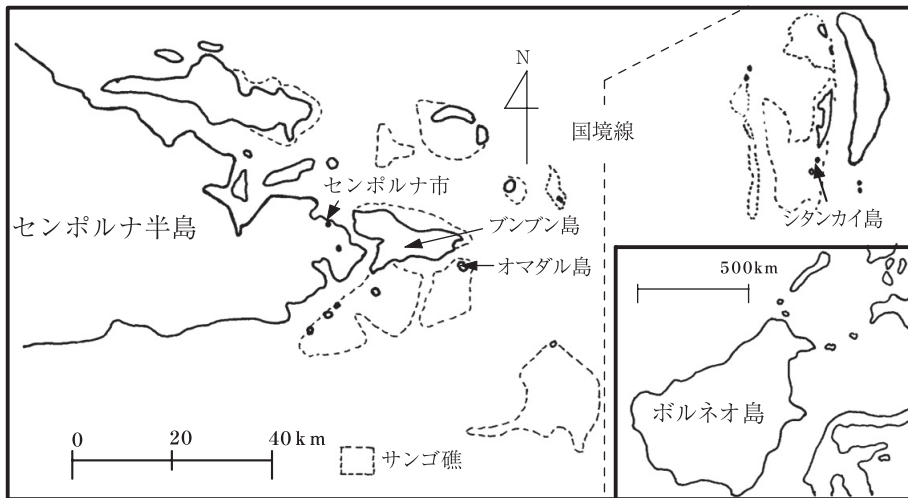 N
国境線
センポルナ市
シタンカイ島
センポルナ半島
ブンブン島
オマダル島
500km
ボルネオ島
0 20 40km
サンゴ礁